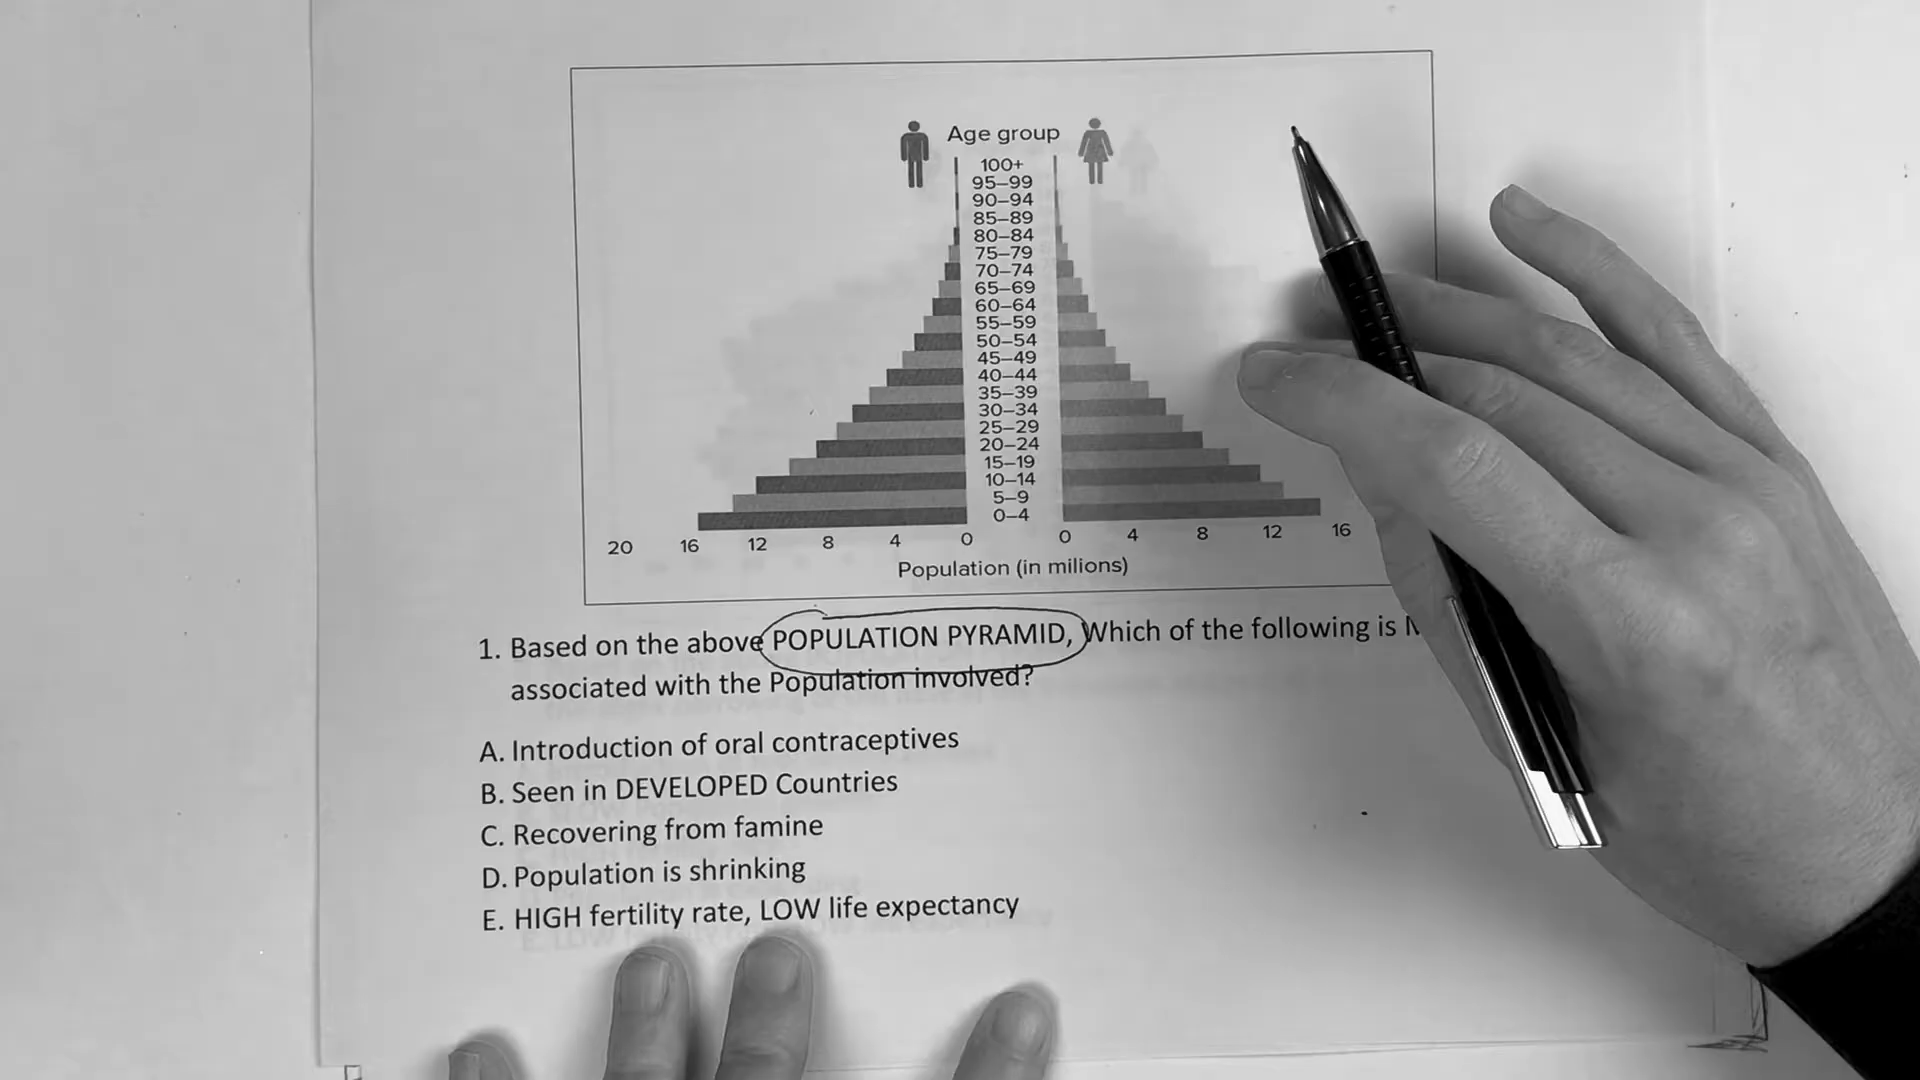 Age group
100+
95–99
90–94
85–89
80–84
75–79
70–74
65–69
60–64
55–59
50–54
45–49
40–44
35–39
30–34
25–29
20–24
15–19
10–14
5–9
0–4
20 16 12 8 4 0 0 4 8 12 16
Population (in milions)
1. Based on the above POPULATION PYRAMID, Which of the following is
associated with the Population involved?
A. Introduction of oral contraceptives
B. Seen in DEVELOPED Countries
C. Recovering from famine
D. Population is shrinking
E. HIGH fertility rate, LOW life expectancy